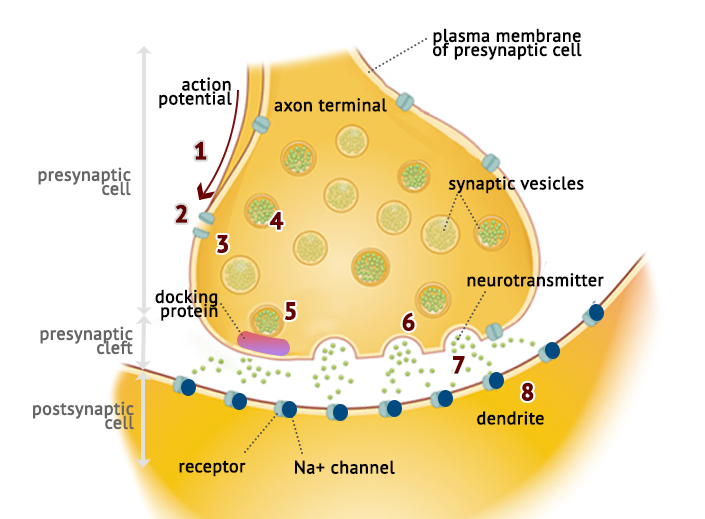 plasma membrane
of presynaptic cell
action
potential
axon terminal
1
presynaptic
cell
synaptic vesicles
2
4
3
neurotransmitter
docking
protein
5
6
presynaptic
cleft
7
8
postsynaptic
cell
dendrite
receptor
Na+ channel